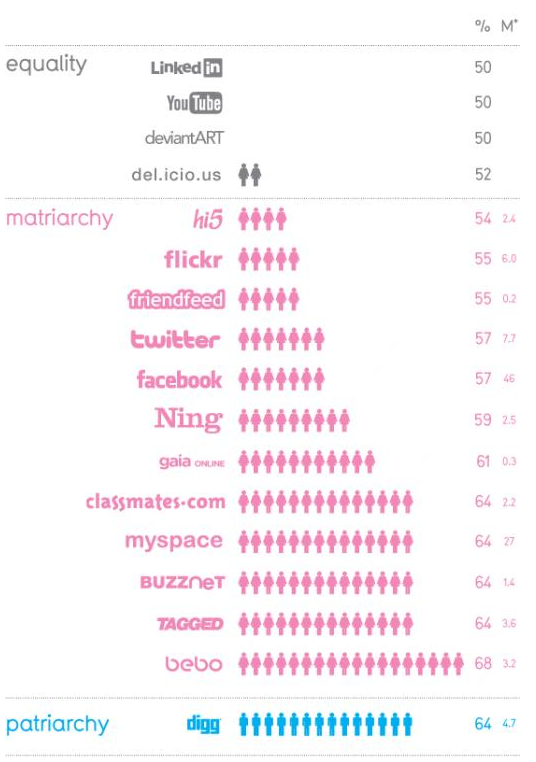 % M*
equality Linked in 50
YouTube 50
deviantART 50
del.icio.us 52
matriarchy hi5 54 2.4
flickr 55 6.0
friendfeed 55 0.2
twitter 57 7.7
facebook 57 46
Ning 59 2.5
gaia ONLINE 61 0.3
classmates.com 64 2.2
myspace 64 27
BUZZNET 64 1.4
TAGGED 64 3.6
bebo 68 3.2
patriarchy digg 64 4.7